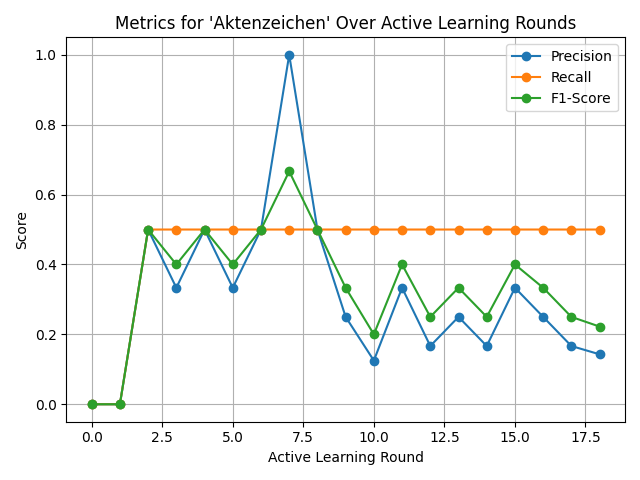 Metrics for 'Aktenzeichen' Over Active Learning Rounds
Precision
Recall
F1-Score
Score
1.0
0.8
0.6
0.4
0.2
0.0
0.0 2.5 5.0 7.5 10.0 12.5 15.0 17.5
Active Learning Round